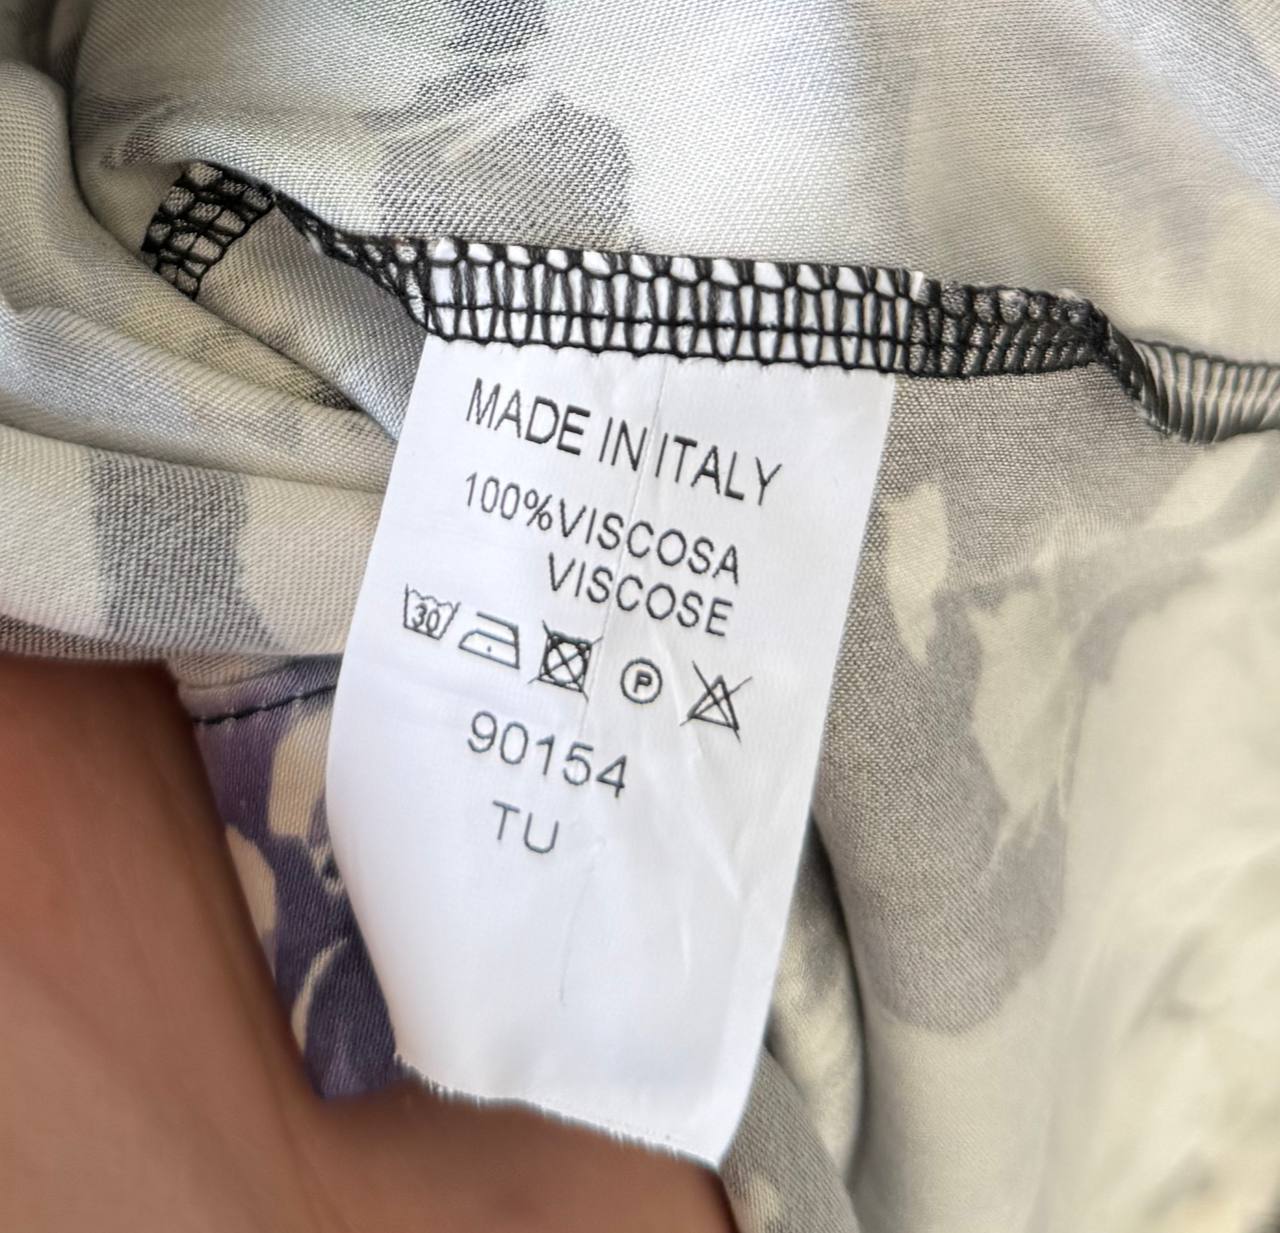 MADE IN ITALY
100%VISCOSA
VISCOSE
30 P
90154
TU